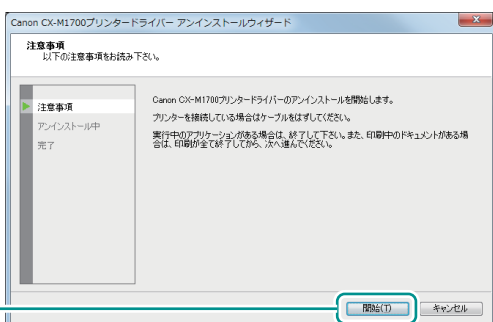 Canon CX-M1700プリンタードライバー アンインストールウィザード
注意事項
以下の注意事項をお読み下さい。
注意事項
アンインストール中
完了
Canon CX-M1700プリンタードライバーのアンインストールを開始します。
プリンターを接続している場合はケーブルをはずしてください。
実行中のアプリケーションがある場合は、終了して下さい。また、印刷中のドキュメントがある場
合は、印刷が全て終了してから、次へ進んでください。
開始(T)
キャンセル